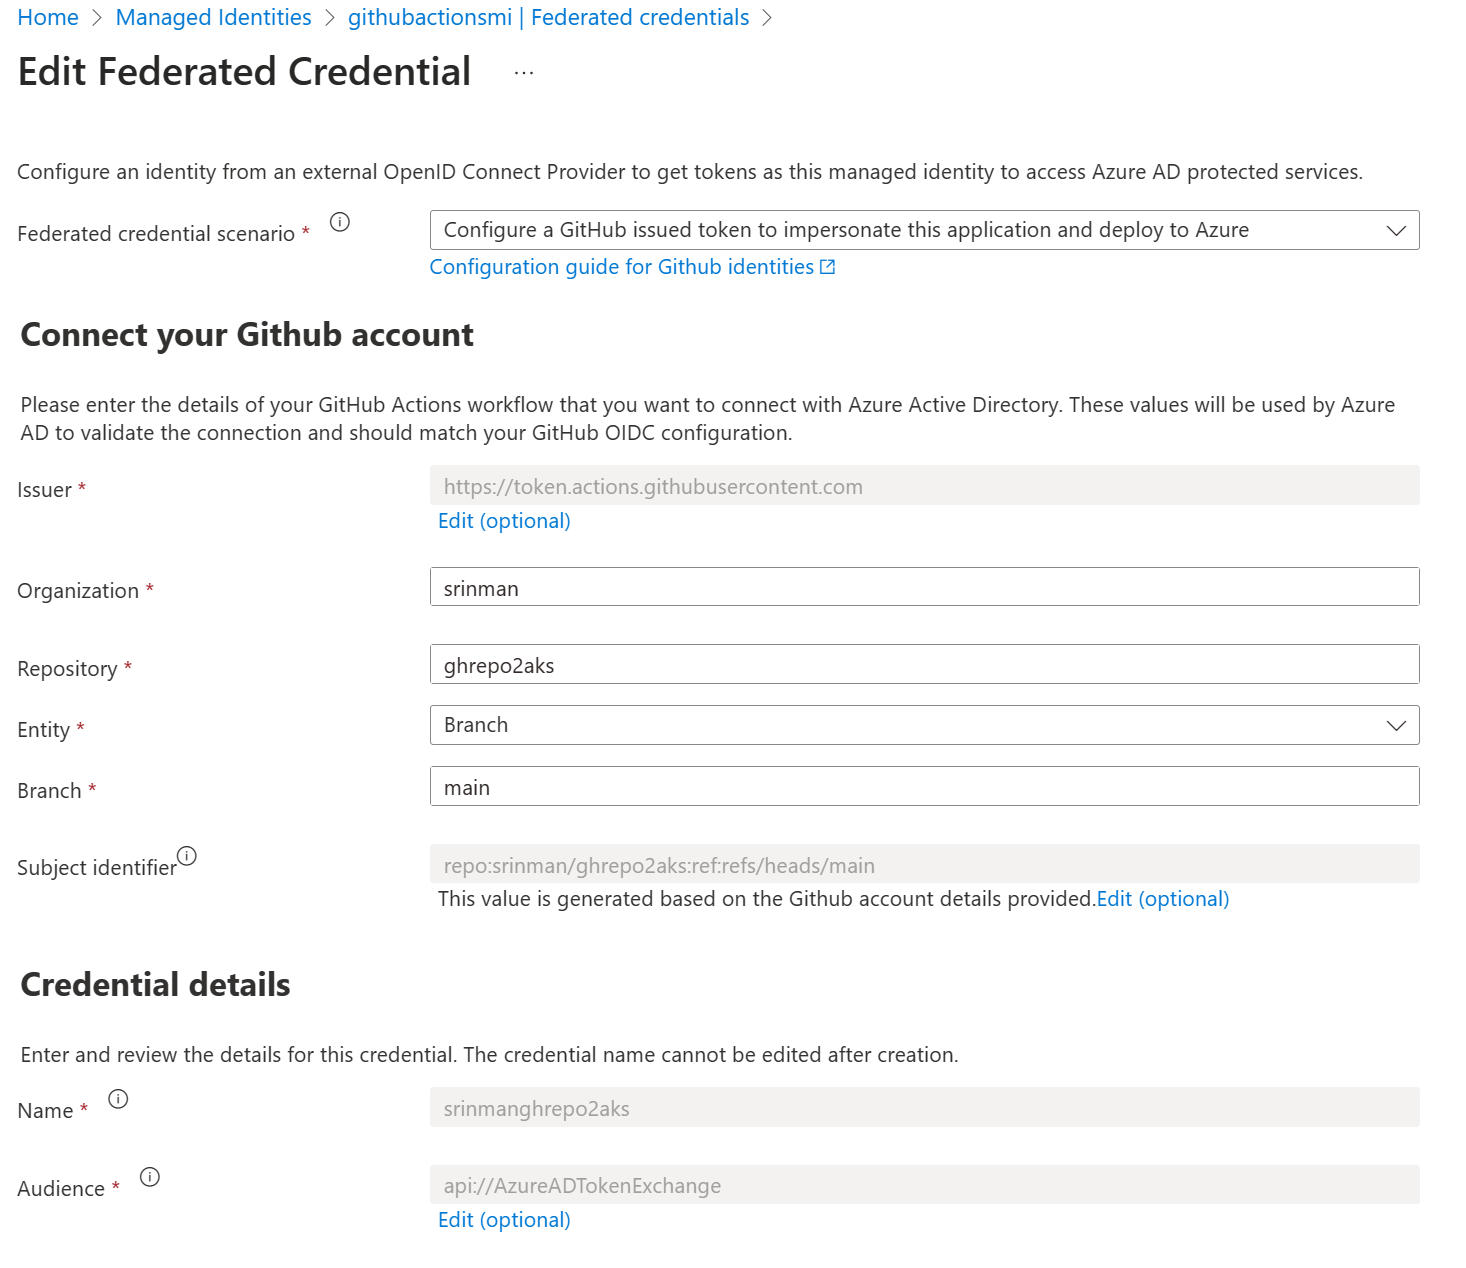 Home > Managed Identities > githubactionsmi | Federated credentials >
Edit Federated Credential ...
Configure an identity from an external OpenID Connect Provider to get tokens as this managed identity to access Azure AD protected services.
Federated credential scenario *
Configure a GitHub issued token to impersonate this application and deploy to Azure
Configuration guide for Github identities
Connect your Github account
Please enter the details of your GitHub Actions workflow that you want to connect with Azure Active Directory. These values will be used by Azure
AD to validate the connection and should match your GitHub OIDC configuration.
Issuer *
https://token.actions.githubusercontent.com
Edit (optional)
Organization *
srinman
Repository *
ghrepo2aks
Entity *
Branch
Branch *
main
Subject identifier
repo:srinman/ghrepo2aks:ref:refs/heads/main
This value is generated based on the Github account details provided.Edit (optional)
Credential details
Enter and review the details for this credential. The credential name cannot be edited after creation.
Name *
srinmanghrepo2aks
Audience *
api://AzureADTokenExchange
Edit (optional)